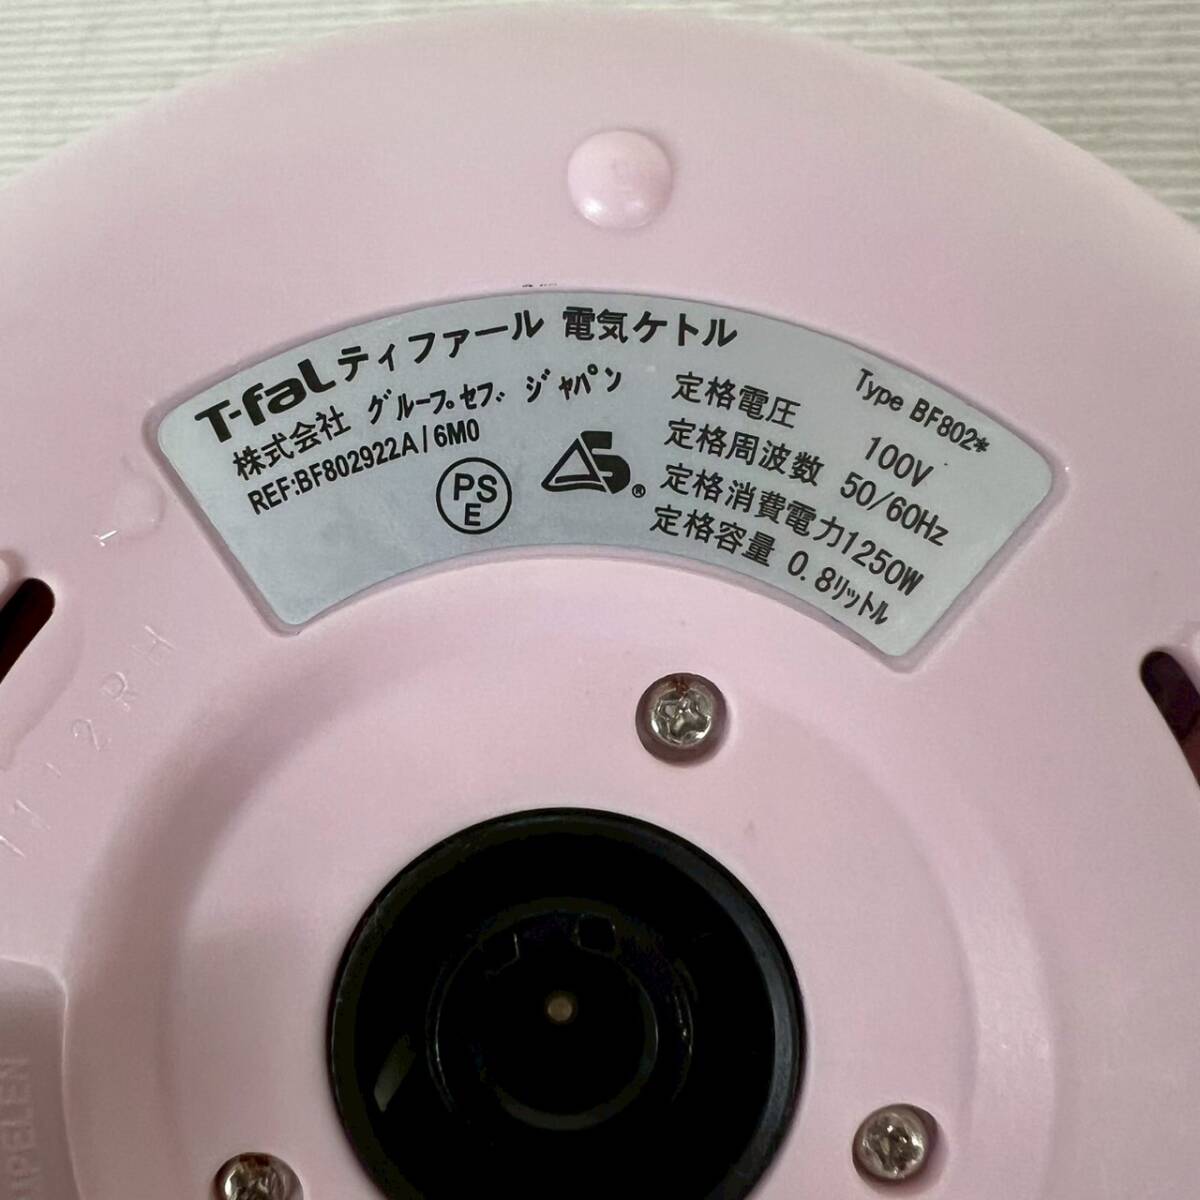 T-faL ティファール 電気ケトル
株式会社 グループ。セブ、 ジャパン
REF:BF802922A/6M0
PS
E
®
Type BF802*
定格電圧 100V
定格周波数 50/60Hz
定格消費電力1250W
定格容量 0.8リットル
112RH
PELEN